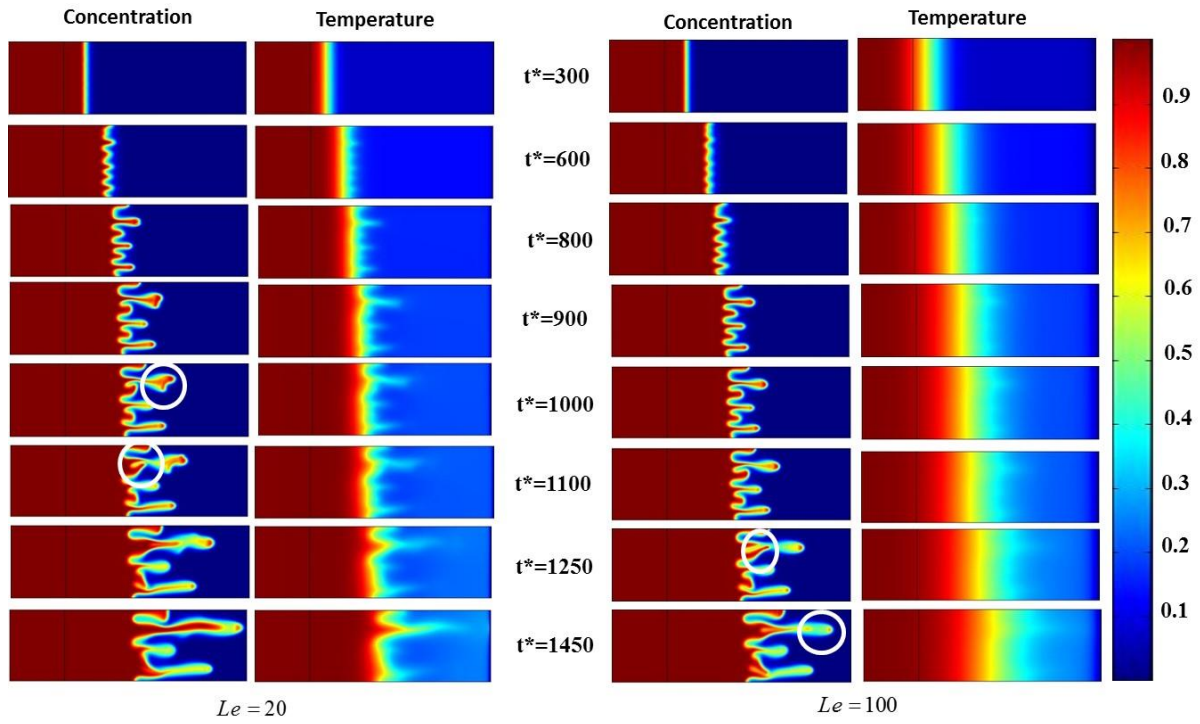 Concentration
Temperature
Concentration
Temperature
t*=300
t*=600
t*=800
t*=900
t*=1000
t*=1100
t*=1250
t*=1450
0.9
0.8
0.7
0.6
0.5
0.4
0.3
0.2
0.1
Le = 20
Le = 100